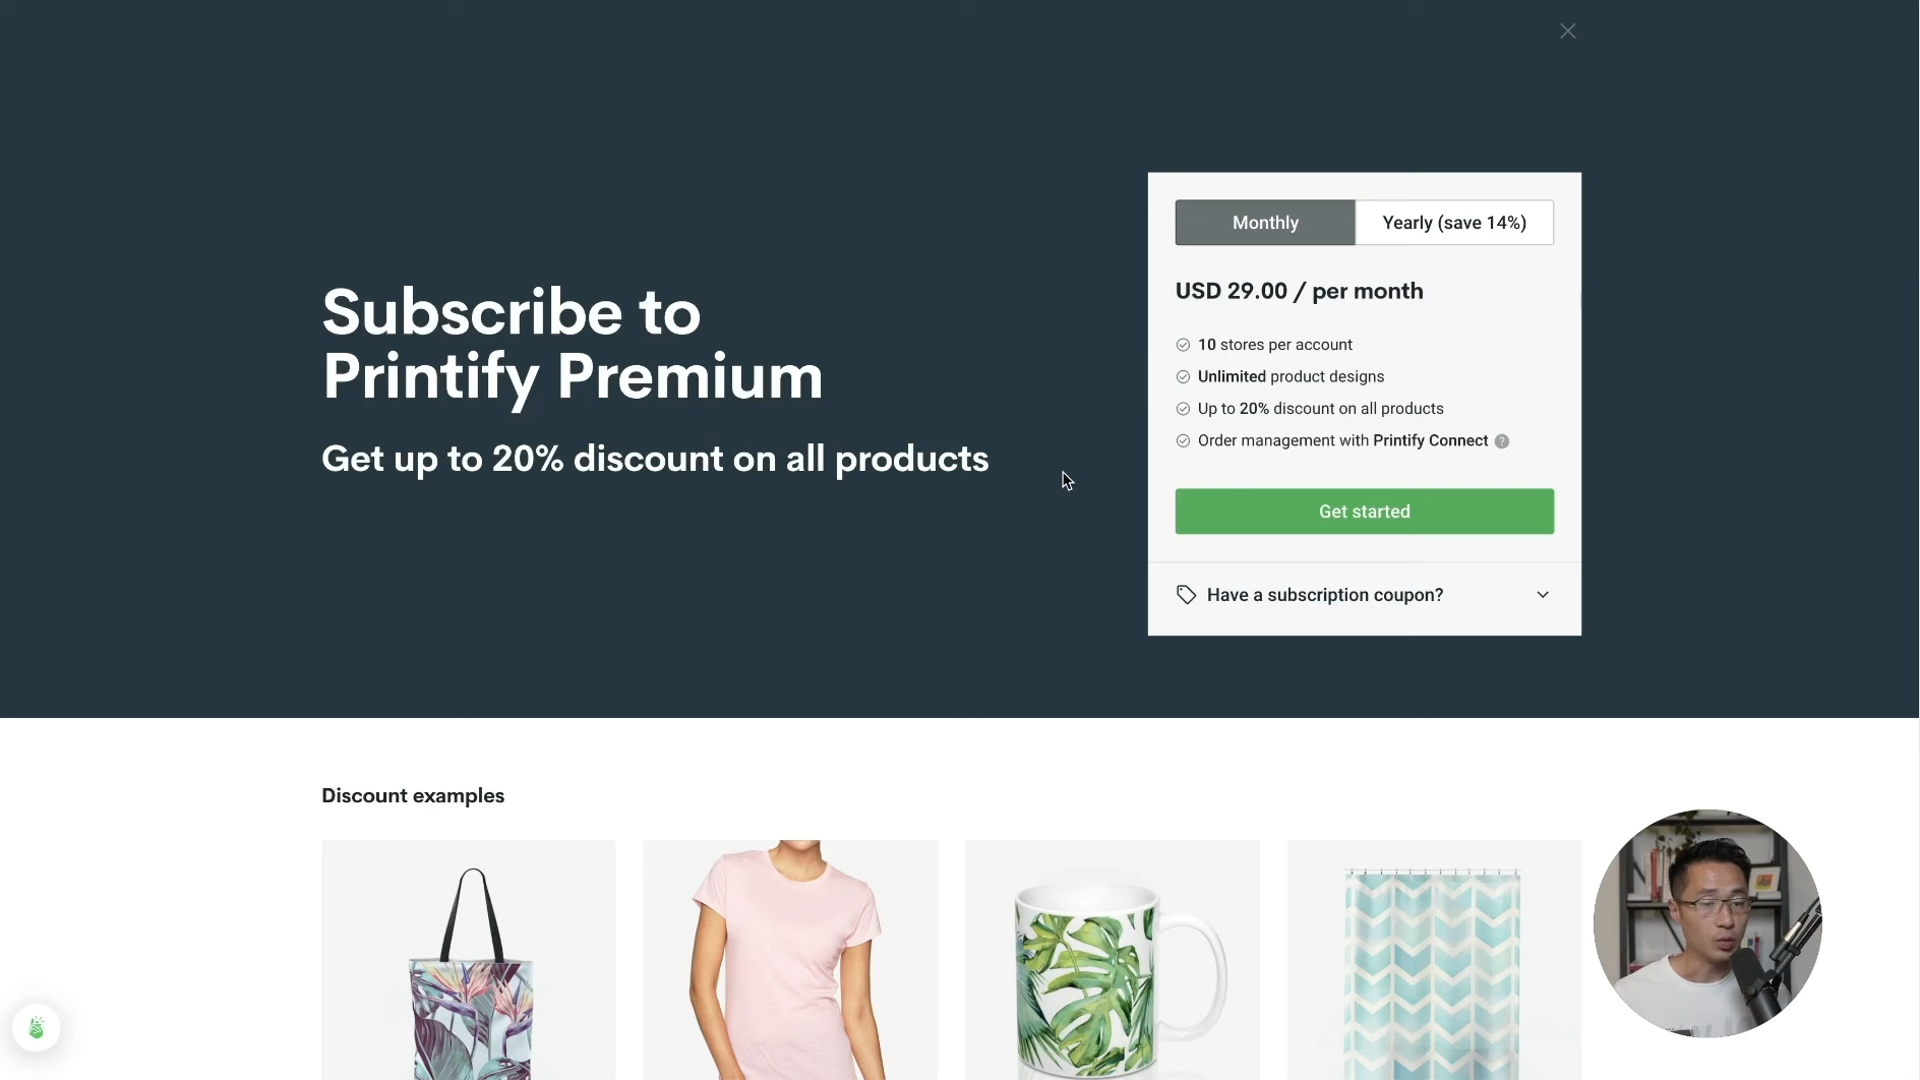 Subscribe to
Printify Premium
Get up to 20% discount on all products
Monthly
Yearly (save 14%)
USD 29.00 / per month
10 stores per account
Unlimited product designs
Up to 20% discount on all products
Order management with Printify Connect ?
Get started
Have a subscription coupon?
Discount examples